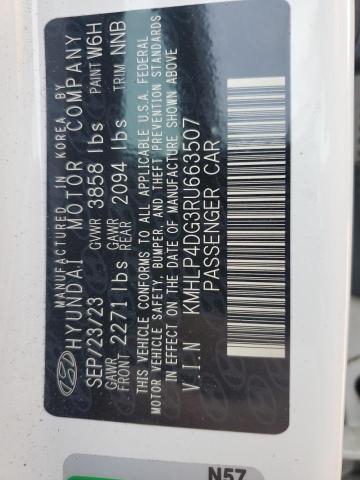 MANUFACTURED IN KOREA BY
HYUNDAI MOTOR COMPANY
SEP/23/23 GVWR 3858 lbs PAINT W6H
GAWR FRONT 2271 lbs GAWR REAR 2094 lbs TRIM NNB
THIS VEHICLE CONFORMS TO ALL APPLICABLE U.S.A. FEDERAL
MOTOR VEHICLE SAFETY, BUMPER, AND THEFT PREVENTION STANDARDS
IN EFFECT ON THE DATE OF MANUFACTURE SHOWN ABOVE
V.I.N KMHLP4DG3RU663507
PASSENGER CAR
N57